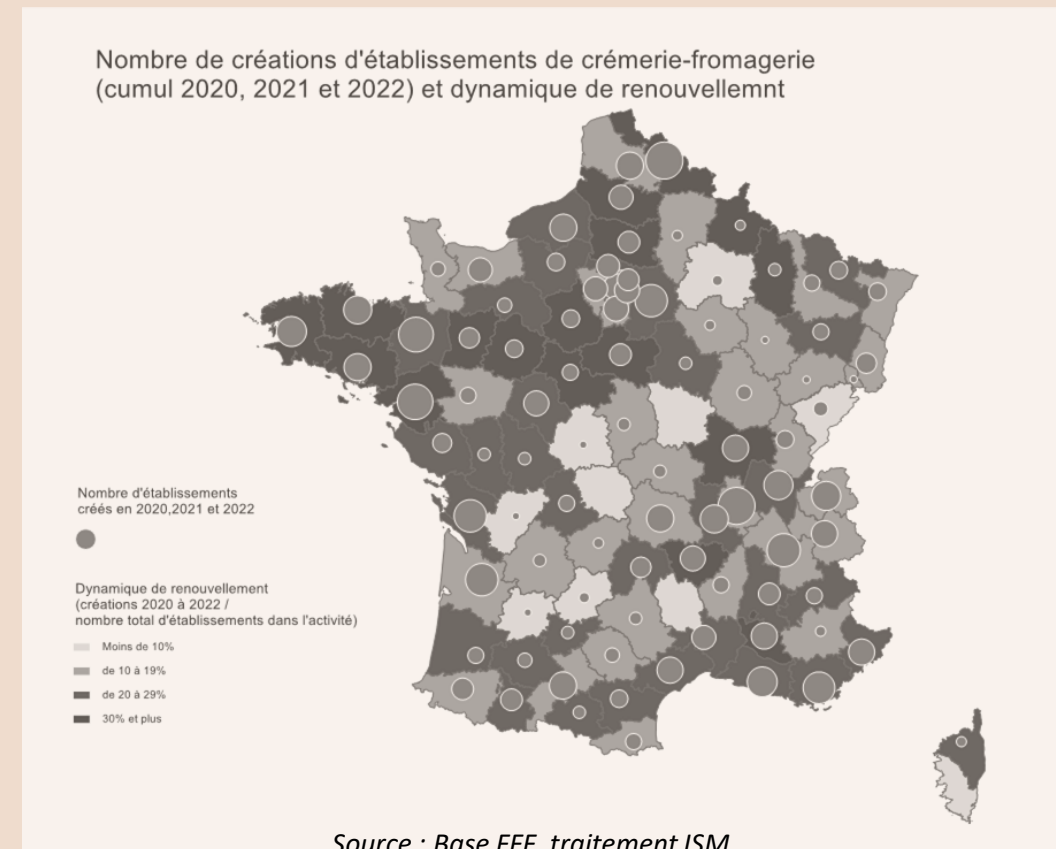 Nombre de créations d'établissements de crémerie-fromagerie
(cumul 2020, 2021 et 2022) et dynamique de renouvellemnt
Nombre d'établissements
créés en 2020,2021 et 2022
Dynamique de renouvellement
(créations 2020 à 2022 /
nombre total d'établissements dans l'activité)
Moins de 10%
de 10 à 19%
de 20 à 29%
30% et plus
Source : Base FFE, traitement ISM